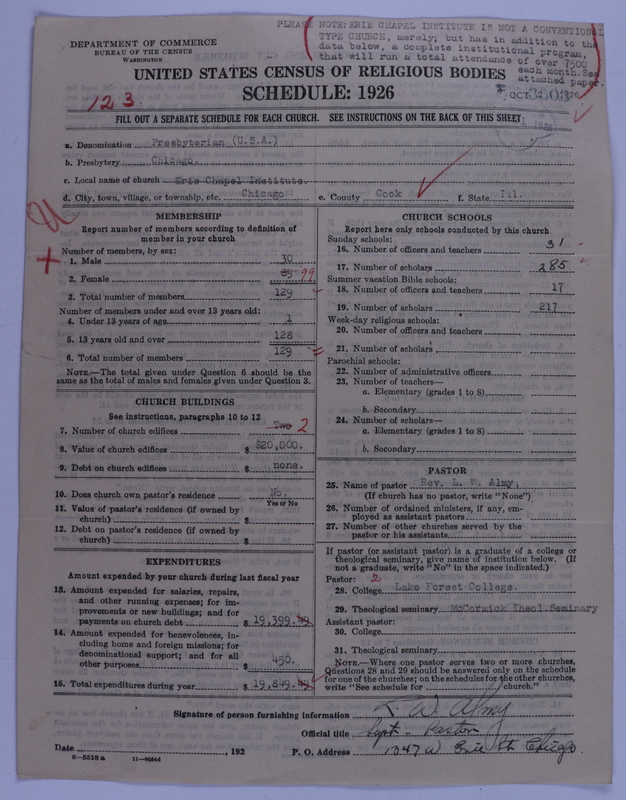 PLEASE NOTE: ERIE CHAPEL INSTITUTE IS NOT A CONVENTIONAL
TYPE CHURCH, merely; but has in addition to the
data below, a complete institutional program,
that will run a total attendance of over 7500
each month. See
attached paper.
DEPARTMENT OF COMMERCE
BUREAU OF THE CENSUS
WASHINGTON
UNITED STATES CENSUS OF RELIGIOUS BODIES
SCHEDULE: 1926
123.
OCT
FILL OUT A SEPARATE SCHEDULE FOR EACH CHURCH. SEE INSTRUCTIONS ON THE BACK OF THIS SHEET
a. Denomination Presbyterian (U.S.A.)
b. Presbytery Chicago.
c. Local name of church Erie Chapel Institute.
d. City, town, village, or township, etc. Chicago e. County Cook f. State Ill.
MEMBERSHIP
Report number of members according to definition of
member in your church
Number of members, by sex:
1. Male 30
2. Female 89 99
3. Total number of members 129
Number of members under and over 13 years old:
4. Under 13 years of age 1
5. 13 years old and over 128
6. Total number of members 129
NOTE.—The total given under Question 6 should be the
same as the total of males and females given under Question 3.
CHURCH BUILDINGS
See instructions, paragraphs 10 to 12
7. Number of church edifices Two 2
8. Value of church edifices $ $20,000.
9. Debt on church edifices $ none.
10. Does church own pastor's residence No.
Yes or No
11. Value of pastor's residence (if owned by
church) $
12. Debt on pastor's residence (if owned by
church) $
EXPENDITURES
Amount expended by your church during last fiscal year
13. Amount expended for salaries, repairs,
and other running expenses; for im-
provements or new buildings; and for
payments on church debt $ 19,399.
14. Amount expended for benevolences, in-
cluding home and foreign missions; for
denominational support; and for all
other purposes $ 450.
15. Total expenditures during year $ 19,849.
CHURCH SCHOOLS
Report here only schools conducted by this church
Sunday schools:
16. Number of officers and teachers 31
17. Number of scholars 285
Summer vacation Bible schools:
18. Number of officers and teachers 17
19. Number of scholars 217
Week-day religious schools:
20. Number of officers and teachers
21. Number of scholars
Parochial schools:
22. Number of administrative officers
23. Number of teachers—
a. Elementary (grades 1 to 8)
b. Secondary
24. Number of scholars—
a. Elementary (grades 1 to 8)
b. Secondary
PASTOR
25. Name of pastor Rev. L. W. Almy,
(If church has no pastor, write "None")
26. Number of ordained ministers, if any, em-
ployed as assistant pastors
27. Number of other churches served by the
pastor or his assistants
If pastor (or assistant pastor) is a graduate of a college or
theological seminary, give name of institution below. (If
not a graduate, write "No" in the space indicated.)
Pastor: 2
28. College Lake Forest College.
29. Theological seminary McCormick Theol. Seminary
Assistant pastor:
30. College
31. Theological seminary
NOTE.—Where one pastor serves two or more churches,
Questions 28 and 29 should be answered only on the schedule
for one of the churches; on the schedules for the other churches,
write "See schedule for church."
Signature of person furnishing information L W Almy
Official title Supt - Pastor
Date , 192 P. O. Address 1347 W Erie St Chicago.
8—5518 a 11—9056d